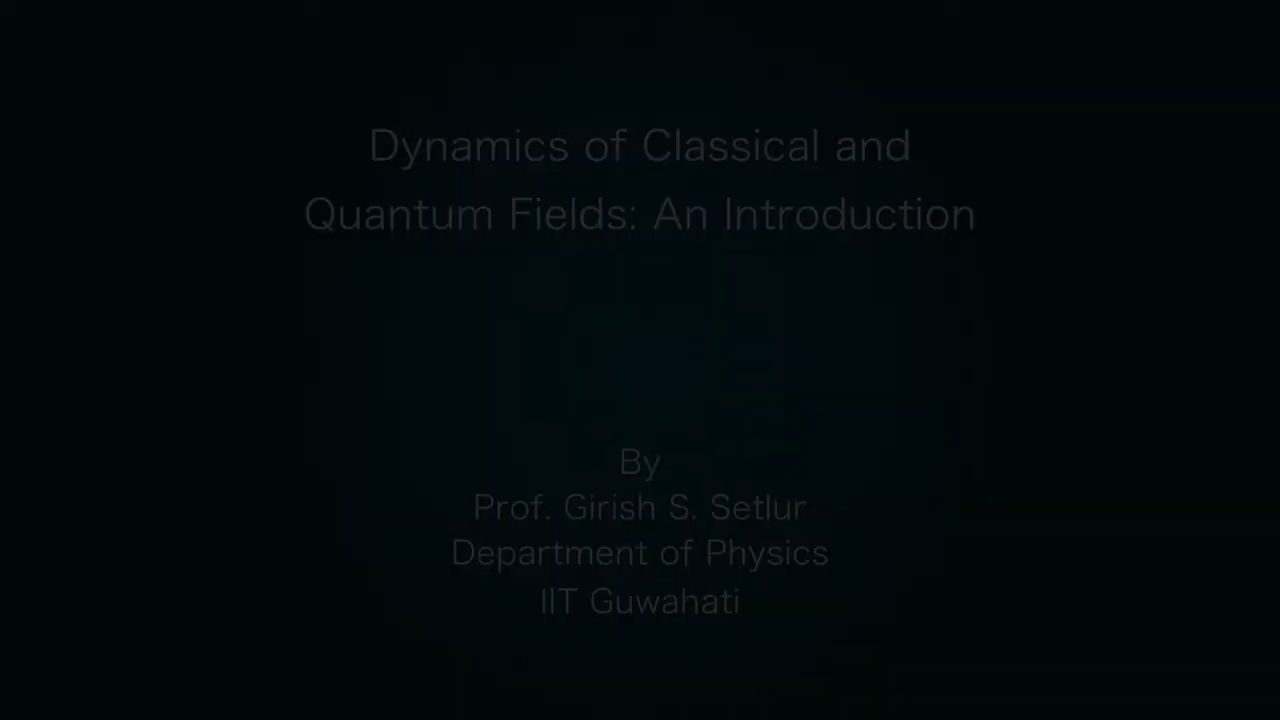 Dynamics of Classical and
Quantum Fields: An Introduction
By
Prof. Girish S. Setlur
Department of Physics
IIT Guwahati